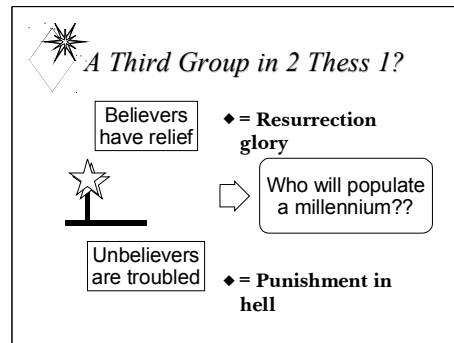 A Third Group in 2 Thess 1?
Believers
have relief
◆ = Resurrection
glory
Who will populate
a millennium??
Unbelievers
are troubled
◆ = Punishment in
hell